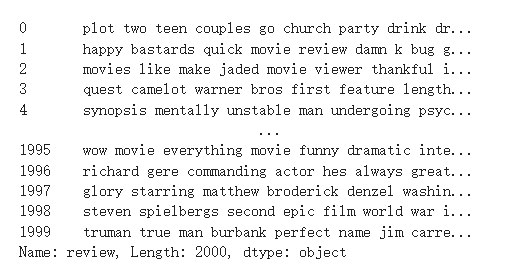 0 plot two teen couples go church party drink dr...
1 happy bastards quick movie review damn k bug g...
2 movies like make jaded movie viewer thankful i...
3 quest camelot warner bros first feature length...
4 synopsis mentally unstable man undergoing psyc...
...
1995 wow movie everything movie funny dramatic inte...
1996 richard gere commanding actor hes always great...
1997 glory starring matthew broderick denzel washin...
1998 steven spielbergs second epic film world war i...
1999 truman true man burbank perfect name jim carre...
Name: review, Length: 2000, dtype: object